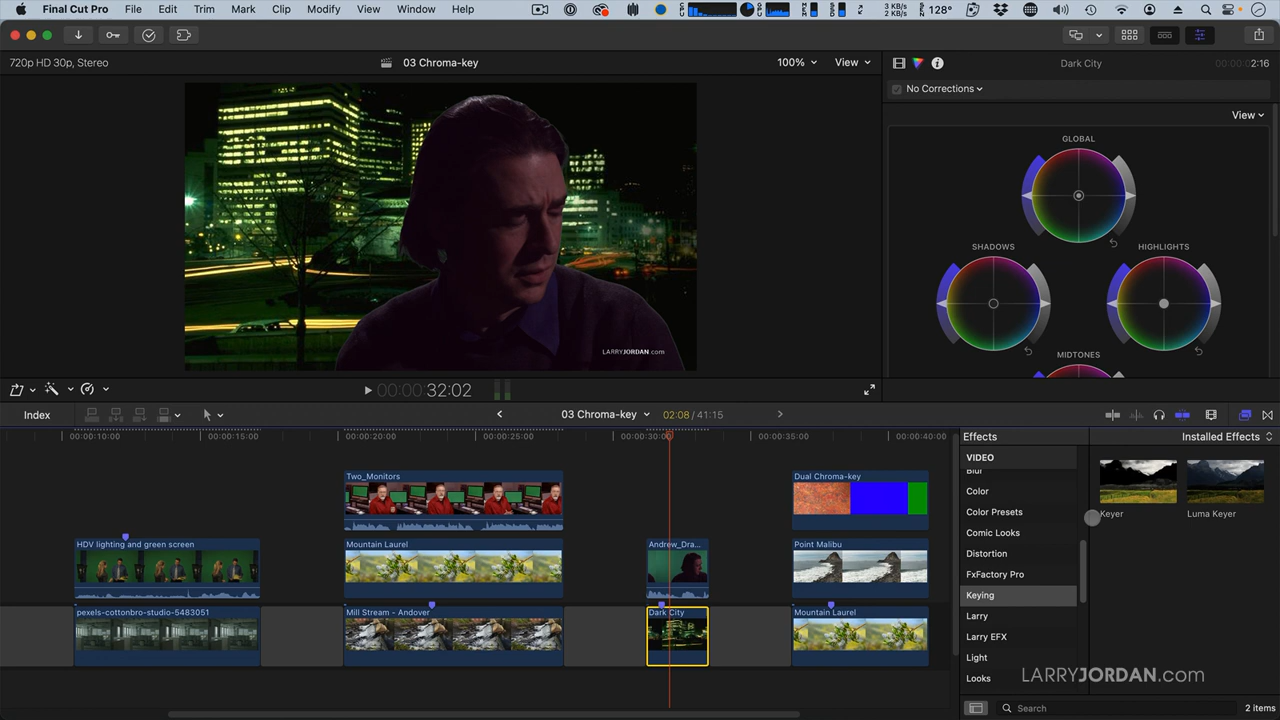 Final Cut Pro File Edit Trim Mark Clip Modify View Window Help 3 KB/s 2 KB/s 128°
720p HD 30p, Stereo 03 Chroma-key 100% View Dark City 2:16
No Corrections
View
GLOBAL
SHADOWS HIGHLIGHTS
MIDTONES
LARRYJORDAN.com
00:00:00:32:02
Index 03 Chroma-key 02:08 / 41:15
00:00:10:00 00:00:15:00 00:00:20:00 00:00:25:00 00:00:30:00 00:00:35:00 00:00:40:00
Effects Installed Effects
VIDEO
Blur
Color
Color Presets
Comic Looks
Distortion
FxFactory Pro
Keying
Larry
Larry EFX
Light
Looks
Keyer Luma Keyer
Two_Monitors Dual Chroma-key
HDV lighting and green screen Mountain Laurel Andrew_Dra... Point Malibu
pexels-cottonbro-studio-5483051 Mill Stream - Andover Dark City Mountain Laurel
LARRYJORDAN.com
Search 2 items